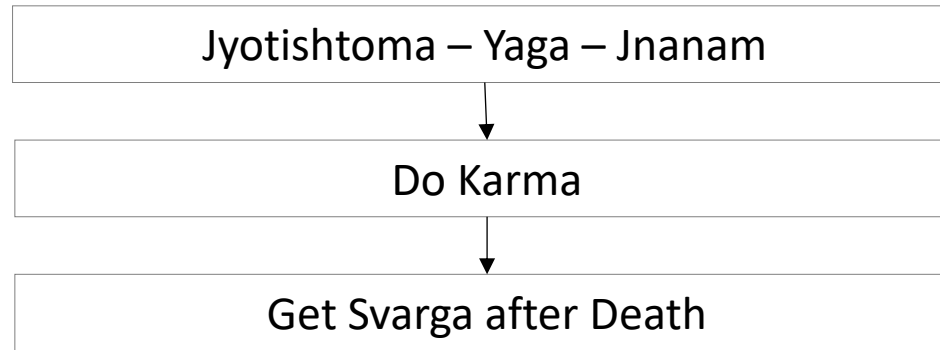 Jyotishtoma – Yaga – Jnanam
Do Karma
Get Svarga after Death